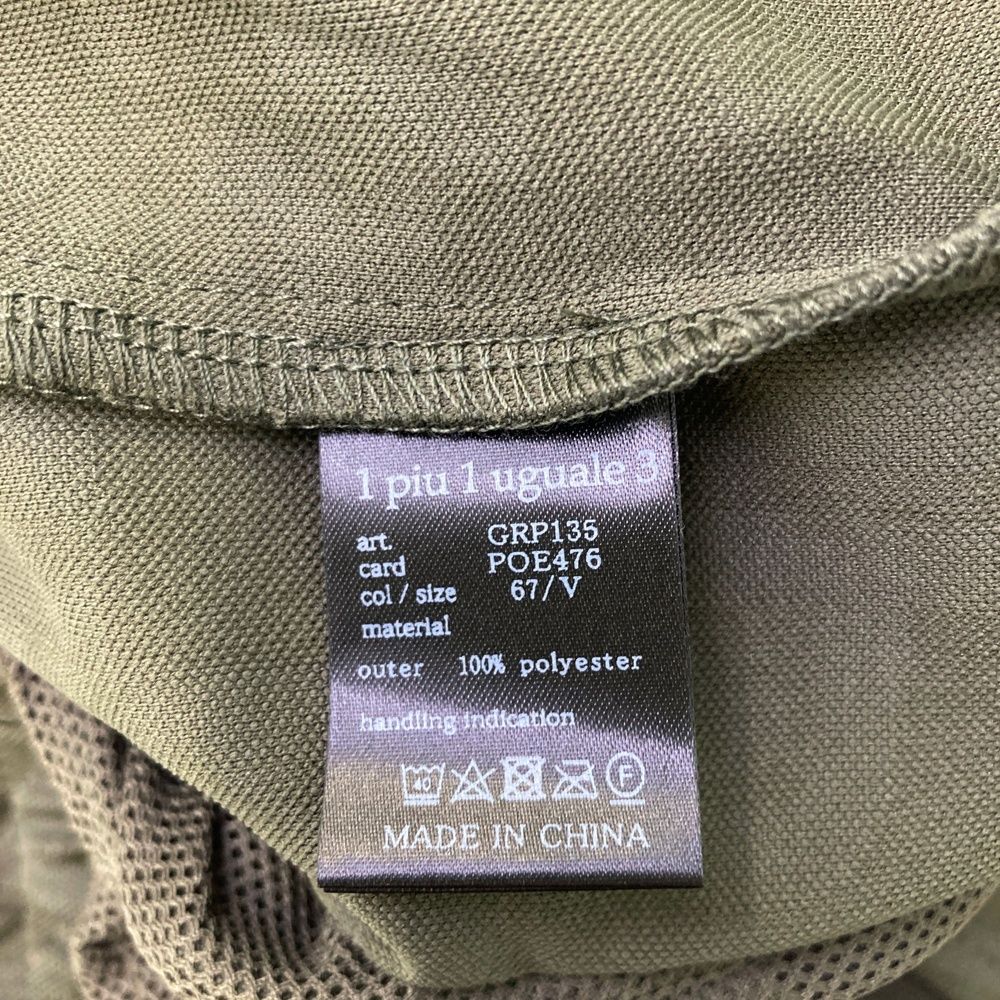 1 piu 1 uguale 3
art. GRP135
card POE476
col / size 67/V
material
outer 100% polyester
handling indication
40 F
MADE IN CHINA